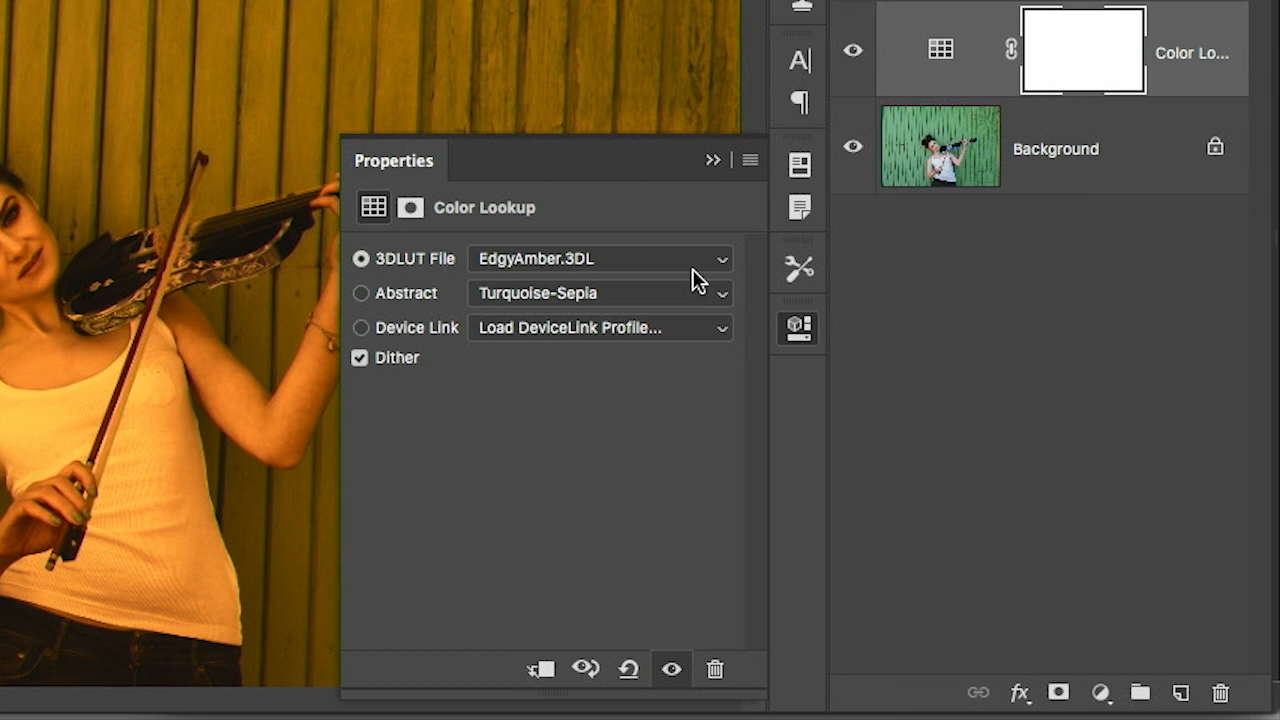 Properties
Color Lookup
3DLUT File EdgyAmber.3DL
Abstract Turquoise-Sepia
Device Link Load DeviceLink Profile...
Dither
Color Lo...
Background
fx